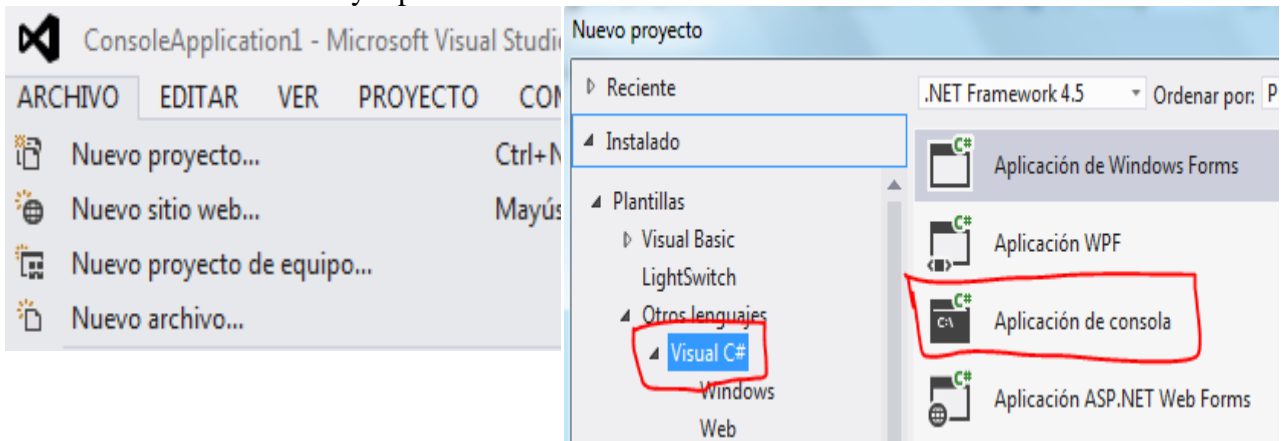 ConsoleApplication1 - Microsoft Visual Studi
ARCHIVO EDITAR VER PROYECTO CO
Nuevo proyecto... Ctrl+N
Nuevo sitio web... Mayús
Nuevo proyecto de equipo...
Nuevo archivo...
Nuevo proyecto
Reciente
Instalado
Plantillas
Visual Basic
LightSwitch
Otros lenguajes
Visual C#
Windows
Web
.NET Framework 4.5 Ordenar por: P
C# Aplicación de Windows Forms
C# Aplicación WPF
C# C:\ Aplicación de consola
C# Aplicación ASP.NET Web Forms